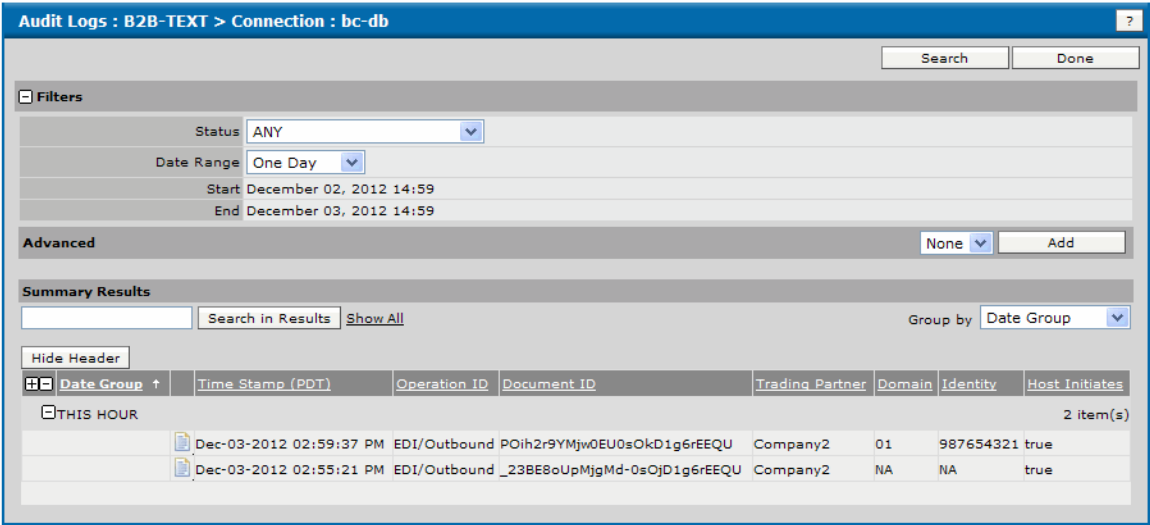 Audit Logs : B2B-TEXT > Connection : bc-db ?
Search Done
Filters
Status ANY
Date Range One Day
Start December 02, 2012 14:59
End December 03, 2012 14:59
Advanced None Add
Summary Results
Search in Results Show All Group by Date Group
Hide Header
Date Group ↑ Time Stamp (PDT) Operation ID Document ID Trading Partner Domain Identity Host Initiates
THIS HOUR 2 item(s)
Dec-03-2012 02:59:37 PM EDI/Outbound POih2r9YMjw0EU0sOkD1g6rEEQU Company2 01 987654321 true
Dec-03-2012 02:55:21 PM EDI/Outbound _23BE8oUpMjgMd-0sOjD1g6rEEQU Company2 NA NA true